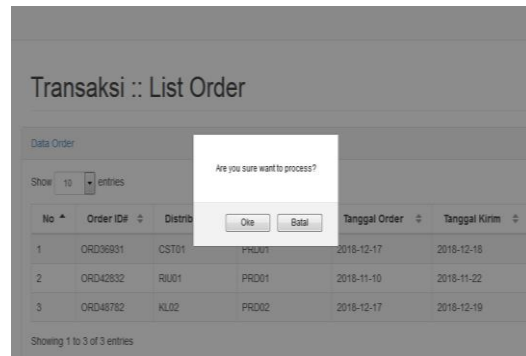 Transaksi :: List Order
Data Order
Show 10 entries
Are you sure want to process?
Oke Batal
No Order ID# Distrib Tanggal Order Tanggal Kirim
1 ORD36931 CST01 PRD01 2018-12-17 2018-12-18
2 ORD42832 RIU01 PRD01 2018-11-10 2018-11-22
3 ORD48762 KL02 PRD02 2018-12-17 2018-12-19
Showing 1 to 3 of 3 entries